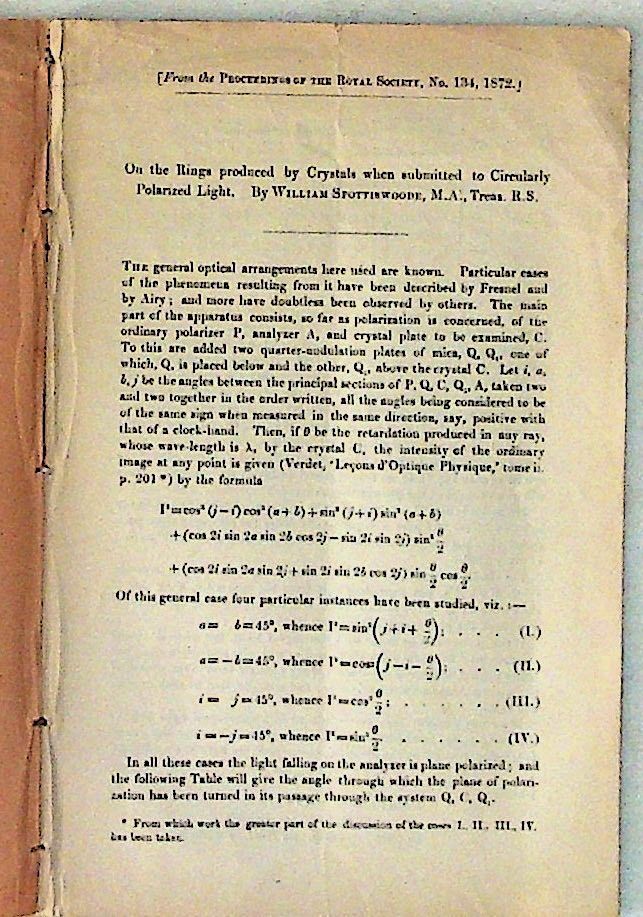 [From the PROCEEDINGS OF THE ROYAL SOCIETY, No. 134, 1872.]
On the Rings produced by Crystals when submitted to Circularly
Polarized Light. By WILLIAM SPOTTISWOODE, M.A., Treas. R.S.
THE general optical arrangements here used are known. Particular cases
of the phenomena resulting from it have been described by Fresnel and
by Airy; and more have doubtless been observed by others. The main
part of the apparatus consists, so far as polarization is concerned, of the
ordinary polarizer P, analyzer A, and crystal plate to be examined, C.
To this are added two quarter-undulation plates of mica, Q, Q₁, one of
which, Q, is placed below and the other, Q₁, above the crystal C. Let i, a,
b, j be the angles between the principal sections of P, Q, C, Q₁, A, taken two
and two together in the order written, all the angles being considered to be
of the same sign when measured in the same direction, say, positive with
that of a clock-hand. Then, if θ be the retardation produced in any ray,
whose wave-length is λ, by the crystal C, the intensity of the ordinary
image at any point is given (Verdet, 'Leçons d'Optique Physique,' tome ii.
p. 201 *) by the formula
I²=cos² (j−i) cos² (a+b)+sin² (j+i) sin² (a+b)
+(cos 2i sin 2a sin 2b cos 2j−sin 2i sin 2j) sin² θ/2
+(cos 2i sin 2a sin 2j+sin 2i sin 2b cos 2j) sin θ/2 cos θ/2.
Of this general case four particular instances have been studied, viz.:—
a= b=45°, whence I²=sin²(j+i+ θ/2); . . . (I.)
a=−b=45°, whence I²=cos²(j−i− θ/2); . . . (II.)
i= j=45°, whence I²=cos² θ/2; . . . . . . (III.)
i=−j=45°, whence I²=sin² θ/2. . . . . . . (IV.)
In all these cases the light falling on the analyzer is plane polarized; and
the following Table will give the angle through which the plane of polari-
zation has been turned in its passage through the system Q, C, Q₁.
* From which work the greater part of the discussion of the cases I., II., III., IV.
has been taken.